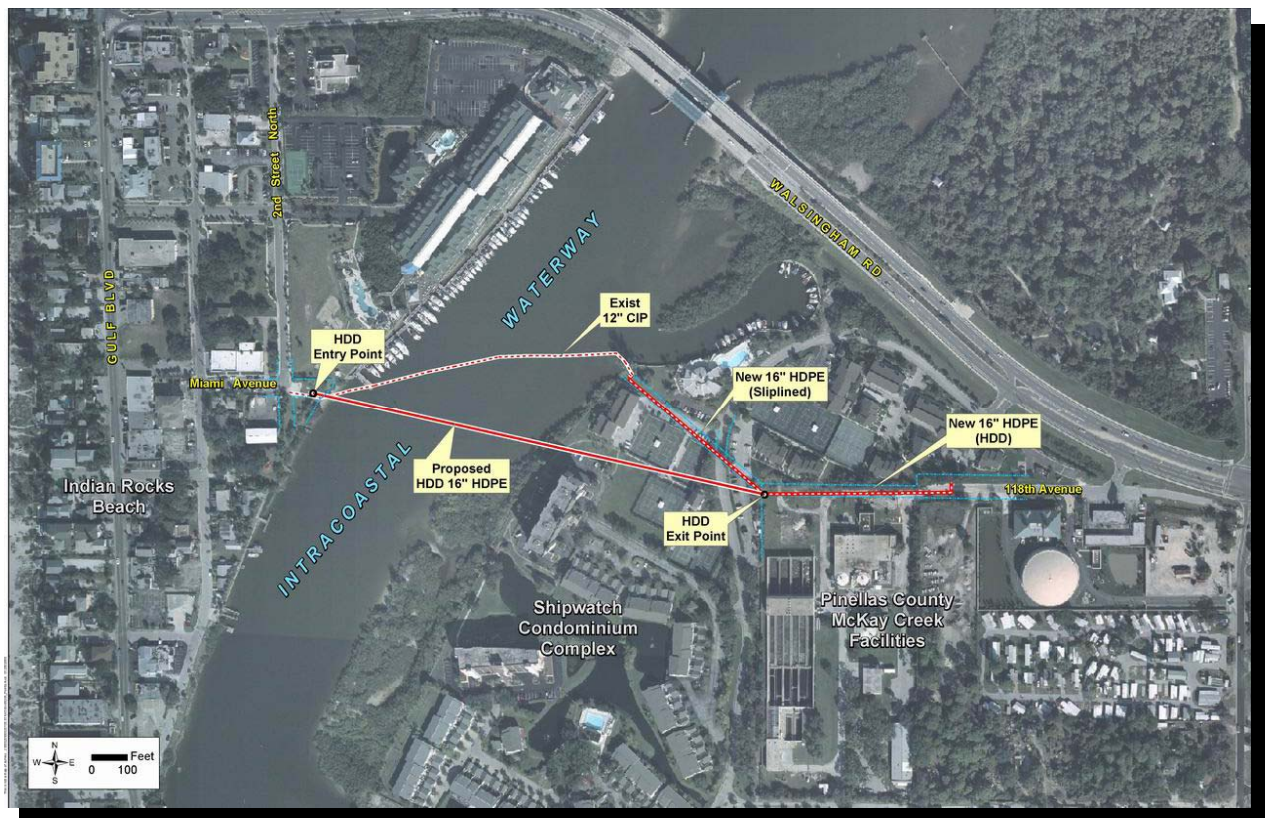 WALSINGHAM RD
2nd Street North
GULF BLVD
WATERWAY
Exist
12" CIP
HDD
Entry Point
Miami Avenue
New 16" HDPE
(Sliplined)
New 16" HDPE
(HDD)
Proposed
HDD 16" HDPE
INTRACOASTAL
Indian Rocks
Beach
118th Avenue
HDD
Exit Point
Shipwatch
Condominium
Complex
Pinellas County
McKay Creek
Facilities
N
W E
S
Feet
0 100